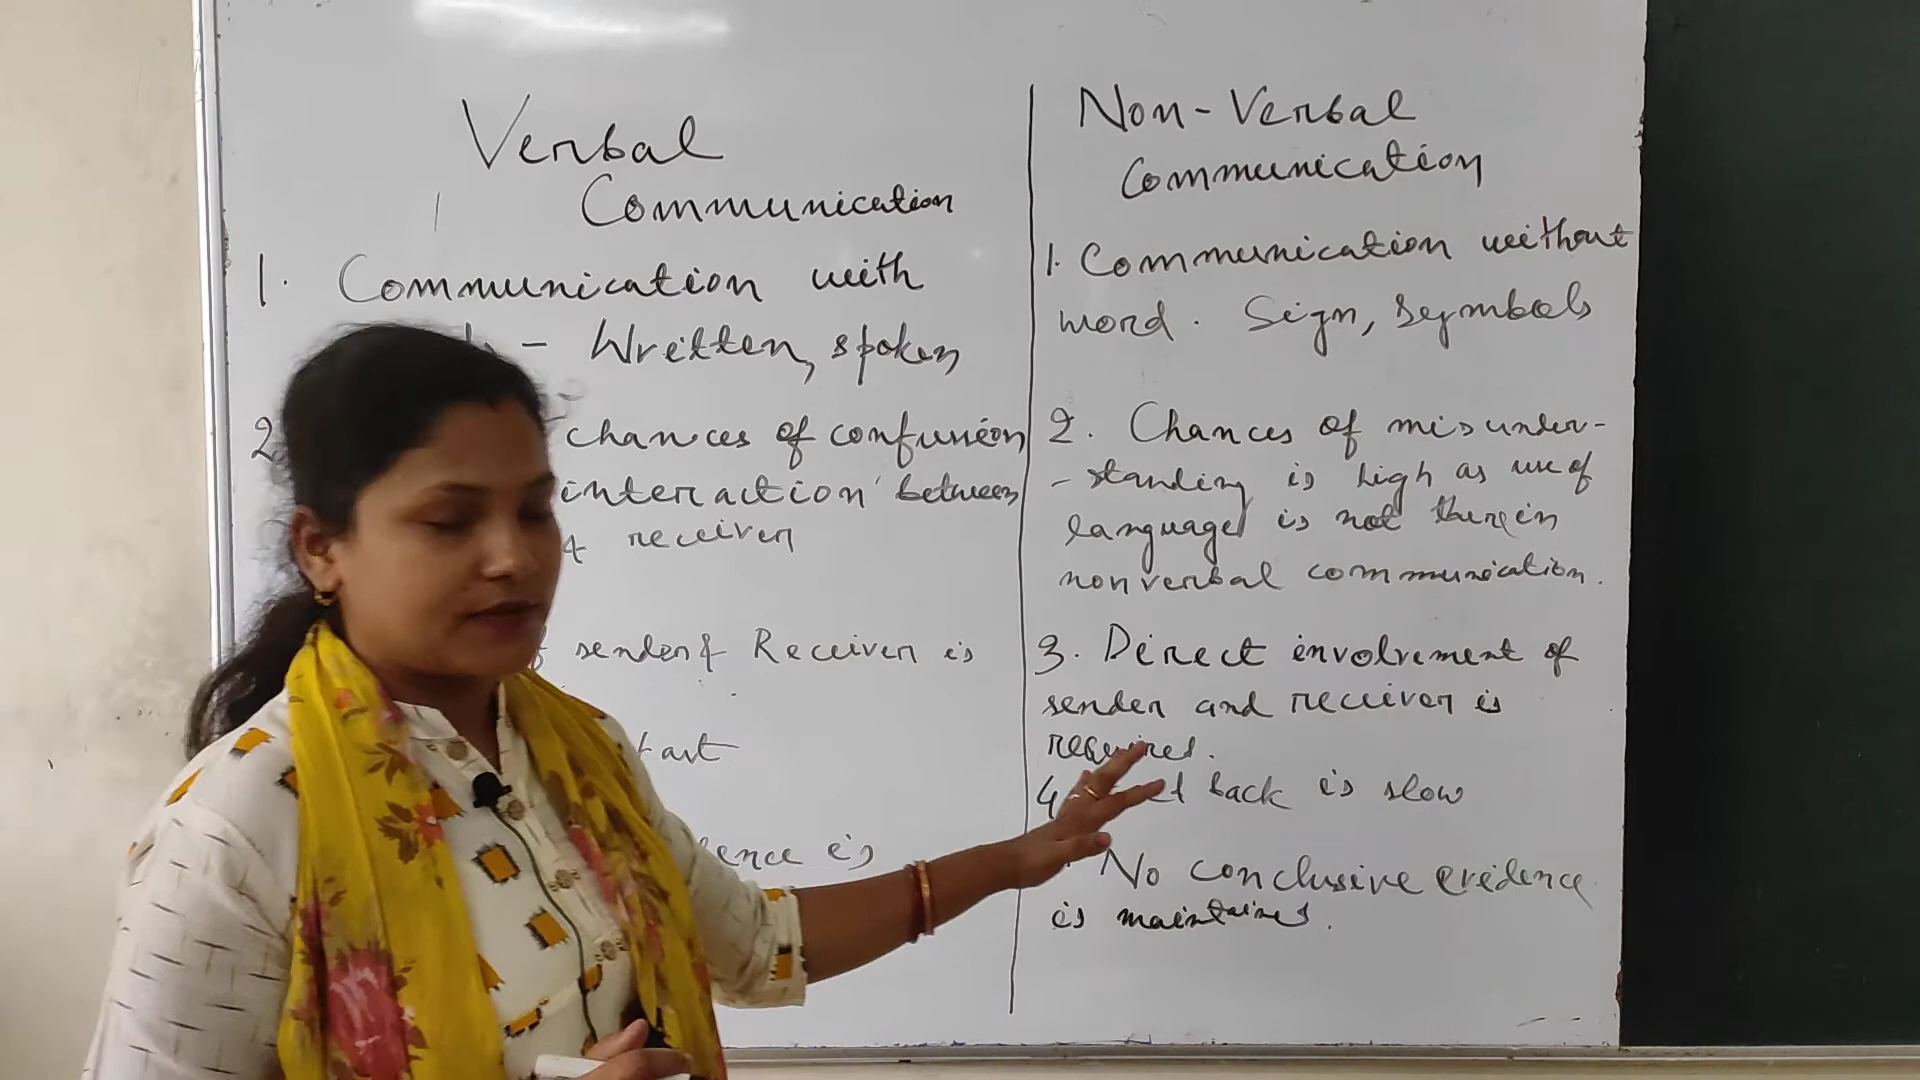 Verbal
Communication
1. Communication with
- Written, spoken
2. chances of confusion
interaction between
& receiver
sender & Receiver is
is
Non-Verbal
Communication
1. Communication without
word. Sign, symbols
2. Chances of misunder-
-standing is high as use of
language is not there in
nonverbal communication.
3. Direct involvement of
sender and receiver is
required.
4. back is slow
No conclusive evidence
is maintained.